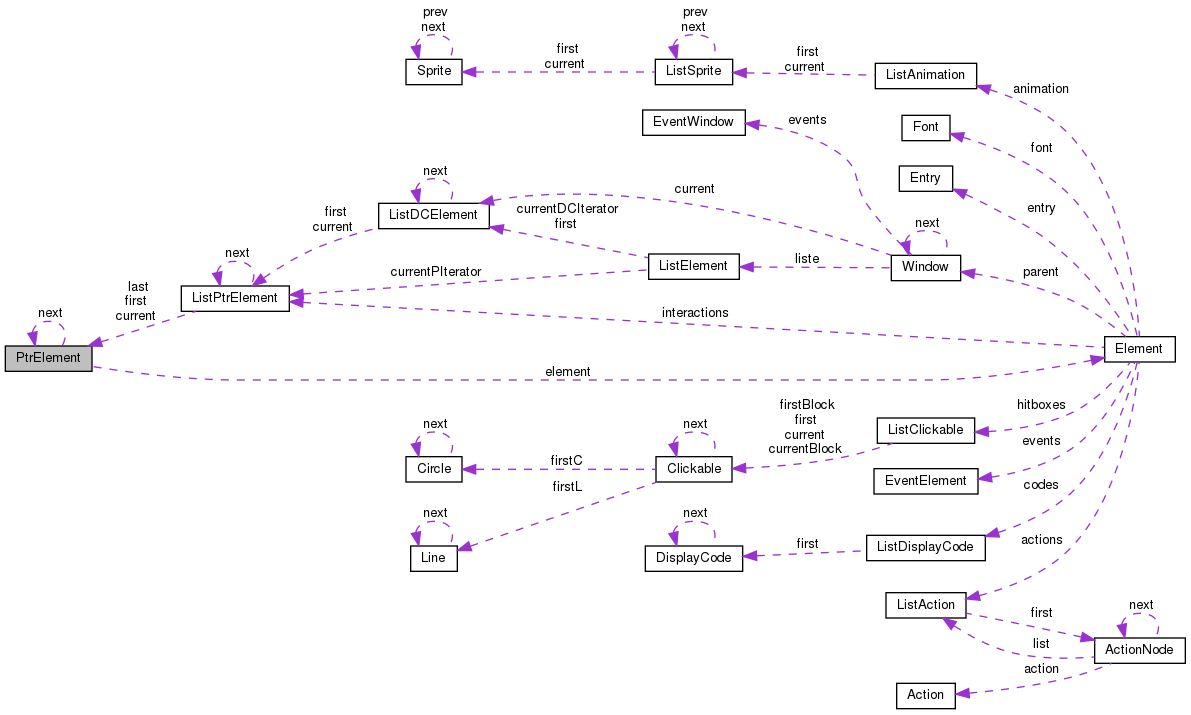 prev
next
Sprite
first
current
prev
next
ListSprite
first
current
ListAnimation
animation
EventWindow
events
Font
font
Entry
entry
next
ListDCElement
current
currentDCIterator
first
first
current
next
ListPtrElement
currentPIterator
ListElement
liste
next
Window
parent
interactions
last
first
current
next
PtrElement
element
Element
hitboxes
firstBlock
first
current
currentBlock
ListClickable
next
Clickable
next
Circle
firstC
firstL
events
EventElement
codes
next
Line
next
DisplayCode
first
ListDisplayCode
actions
ListAction
first
next
ActionNode
list
action
Action